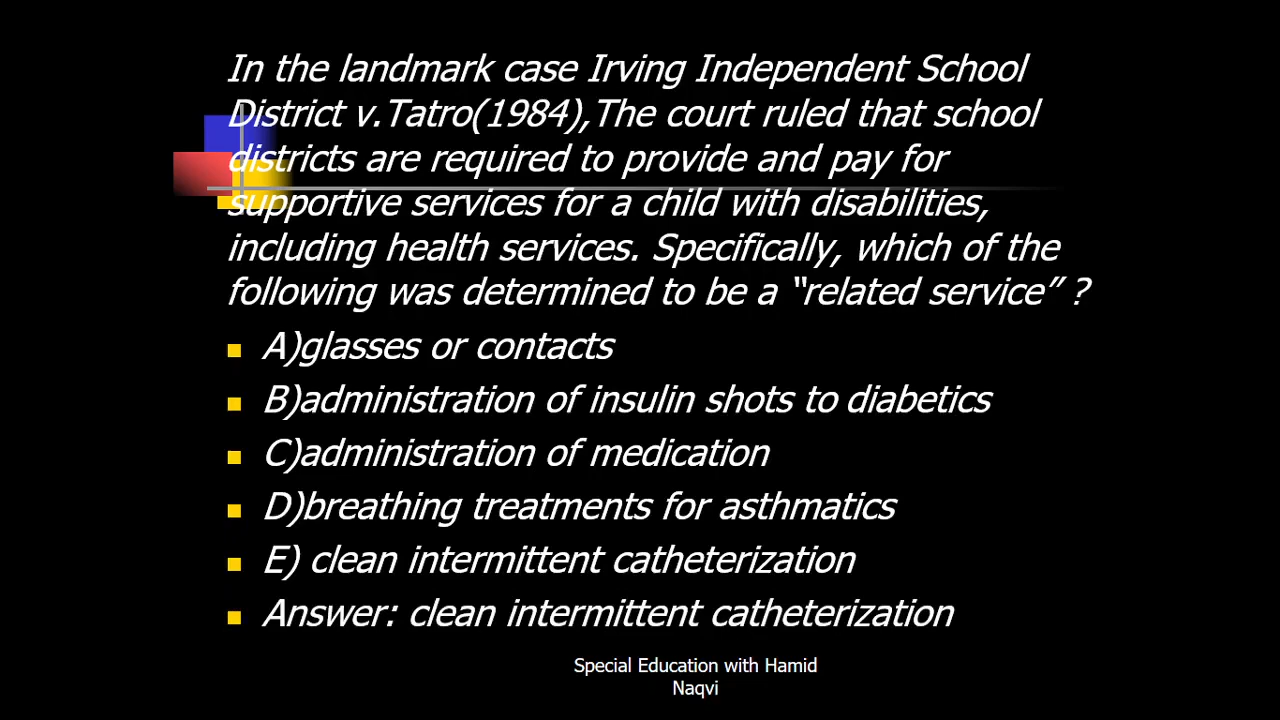 In the landmark case Irving Independent School
District v.Tatro(1984),The court ruled that school
districts are required to provide and pay for
supportive services for a child with disabilities,
including health services. Specifically, which of the
following was determined to be a “related service” ?
A)glasses or contacts
B)administration of insulin shots to diabetics
C)administration of medication
D)breathing treatments for asthmatics
E) clean intermittent catheterization
Answer: clean intermittent catheterization
Special Education with Hamid
Naqvi